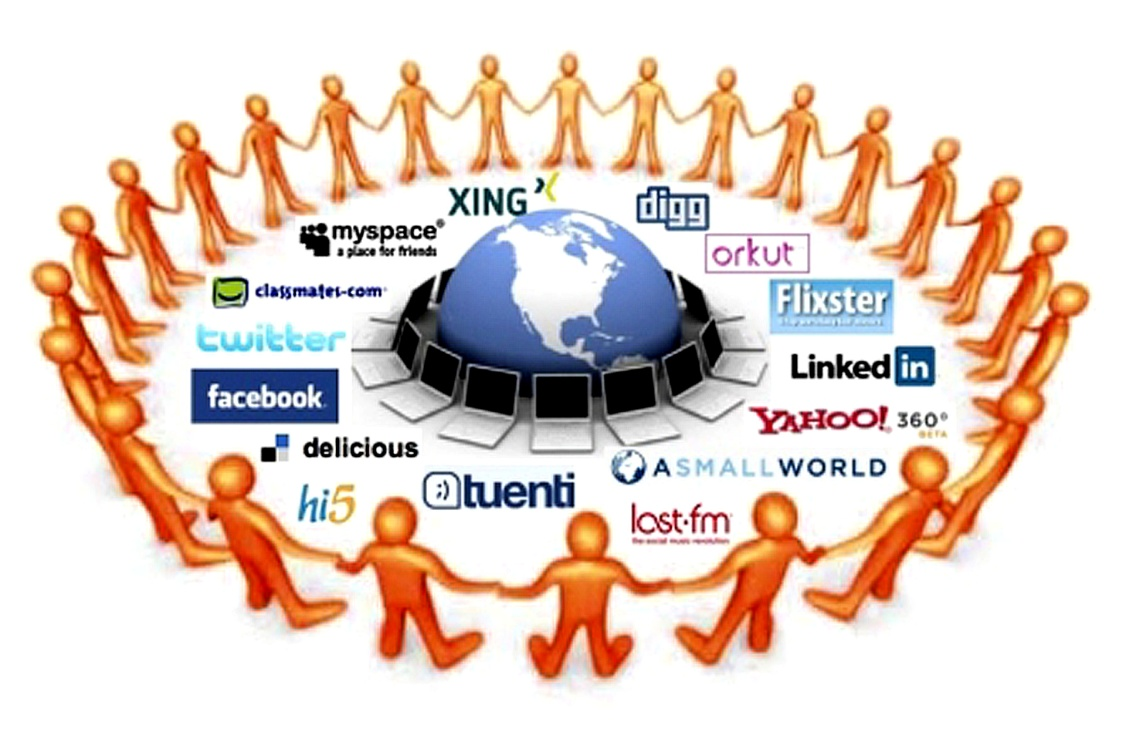 XING
digg
myspace®
a place for friends
orkut
classmates·com
Flixster
twitter
Linked in
facebook
YAHOO! 360°
BETA
delicious
ASMALLWORLD
;) tuenti
hi5
last·fm
the social music revolution